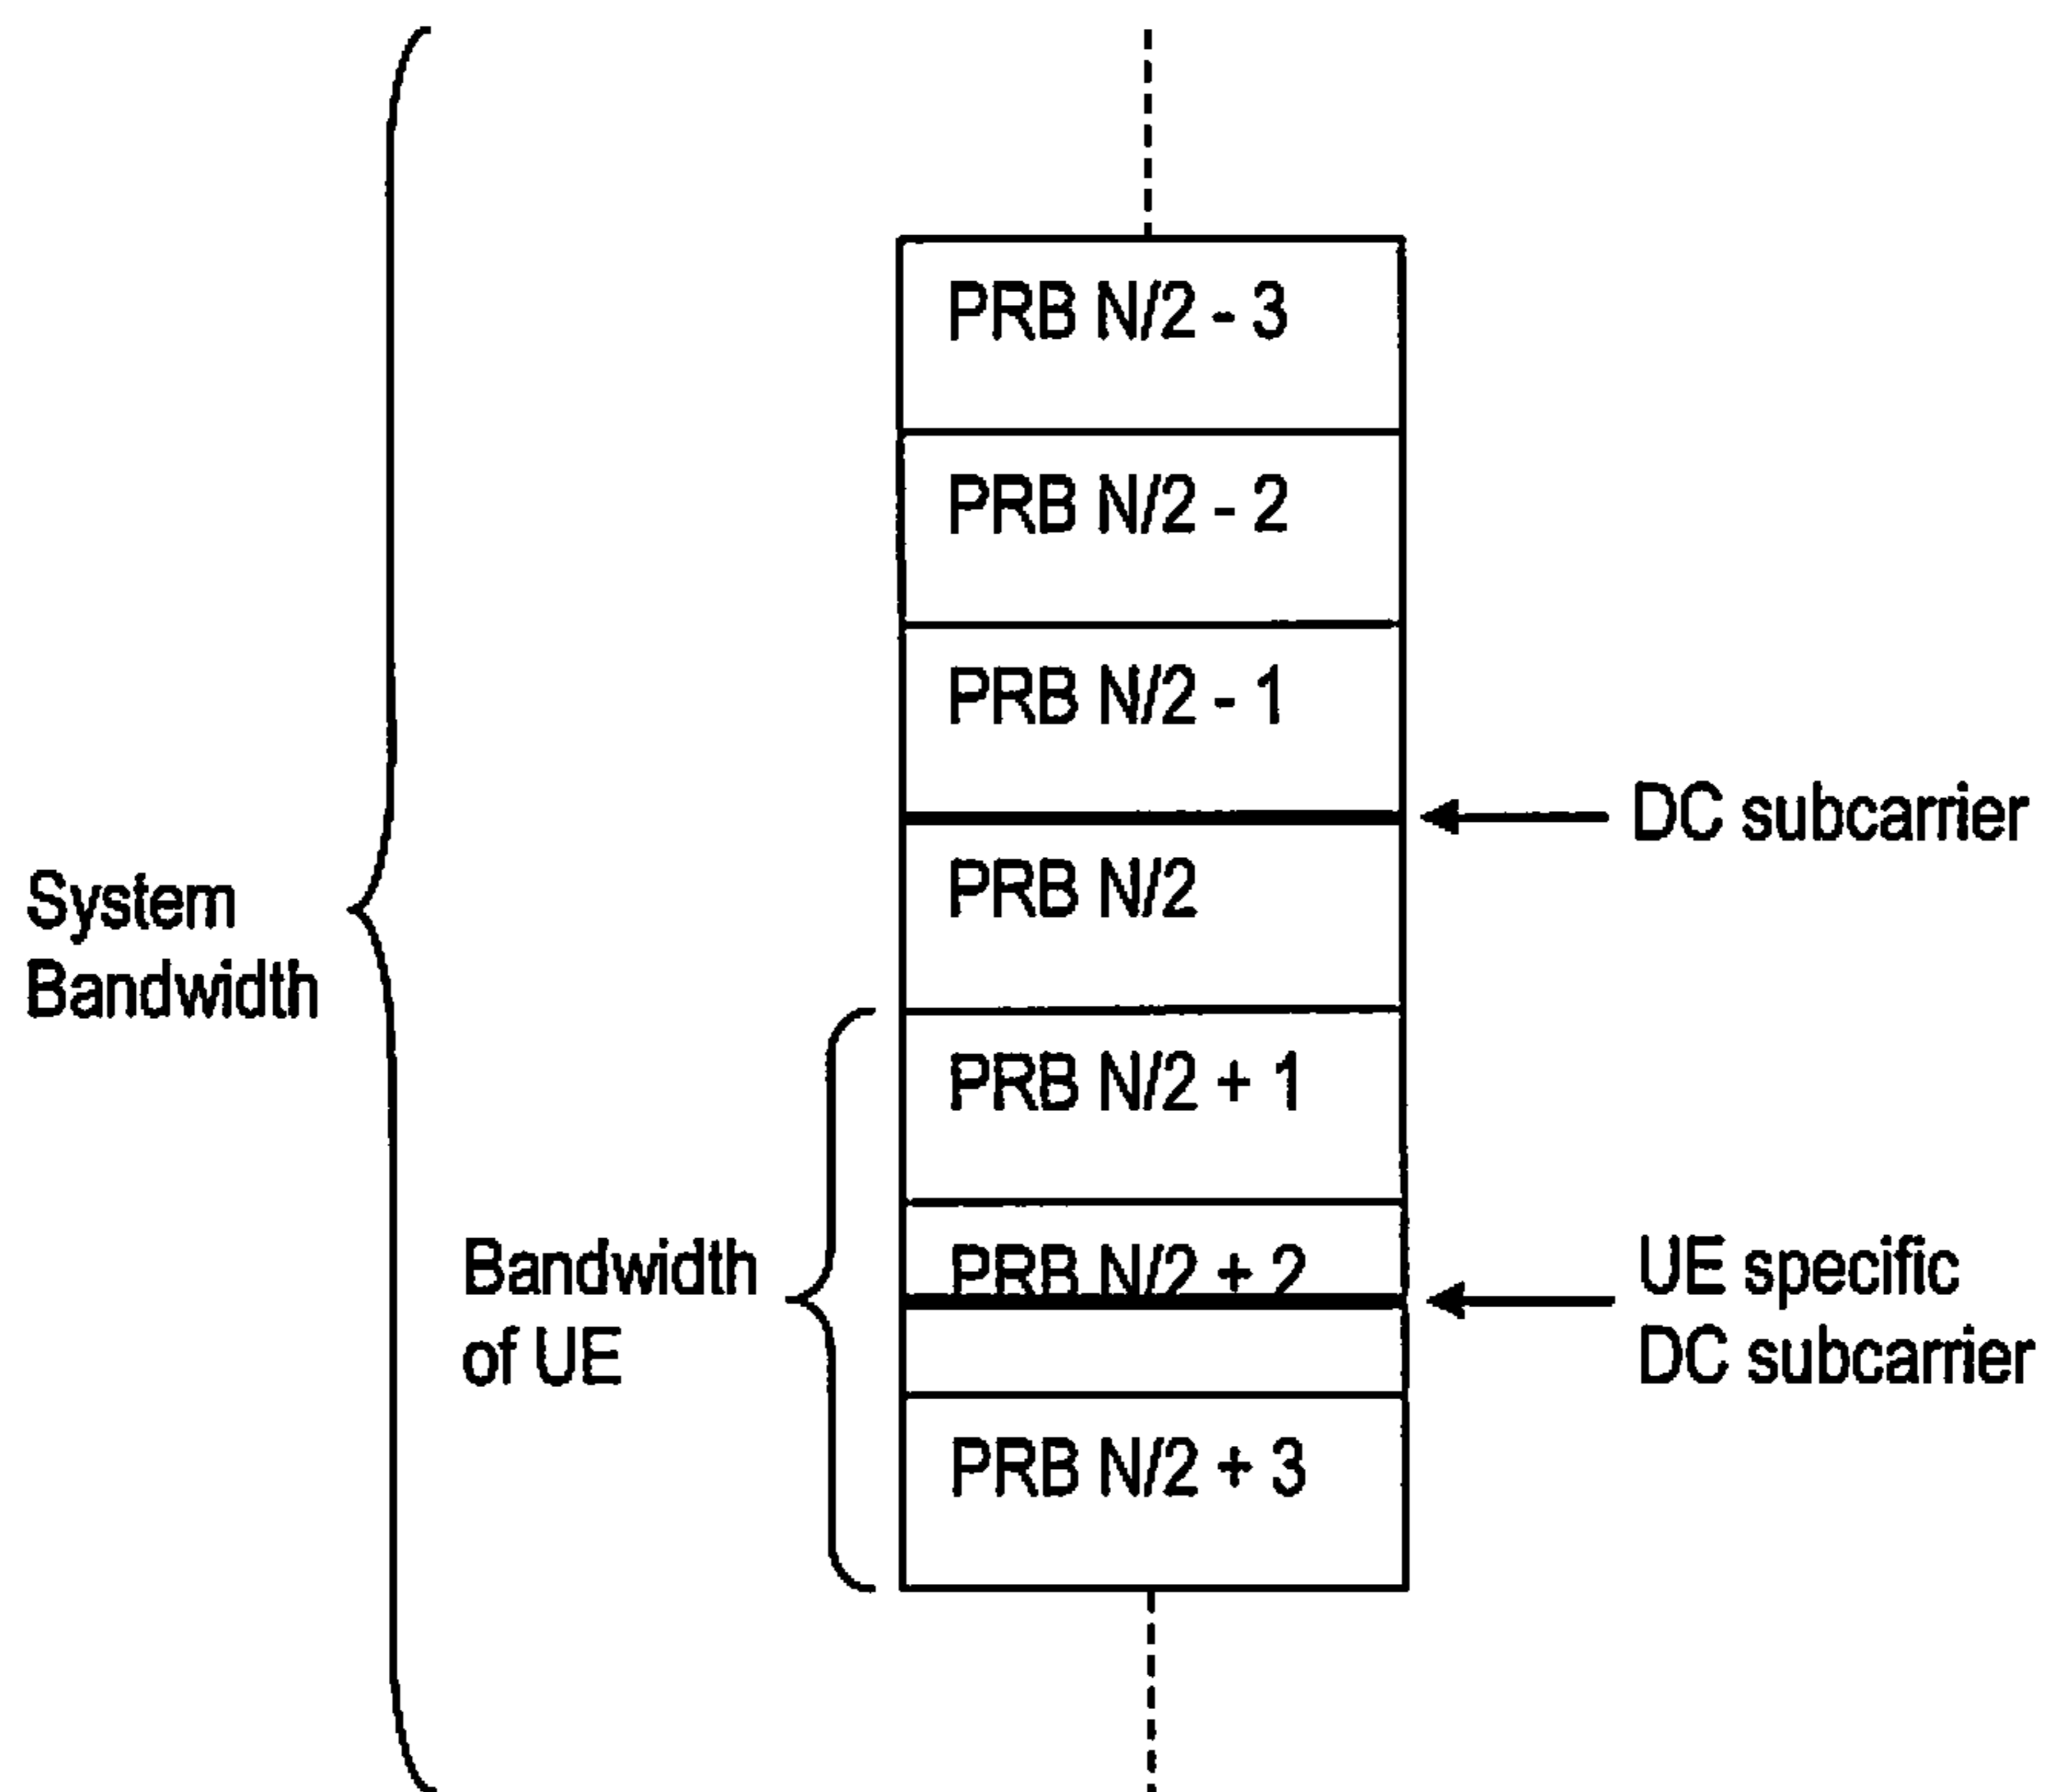 PRB N/2 - 3
PRB N/2 - 2
PRB N/2 - 1
DC subcarrier
PRB N/2
System
Bandwidth
PRB N/2 + 1
PRB N/2 + 2
Bandwidth
of UE
UE specific
DC subcarrier
PRB N/2 + 3